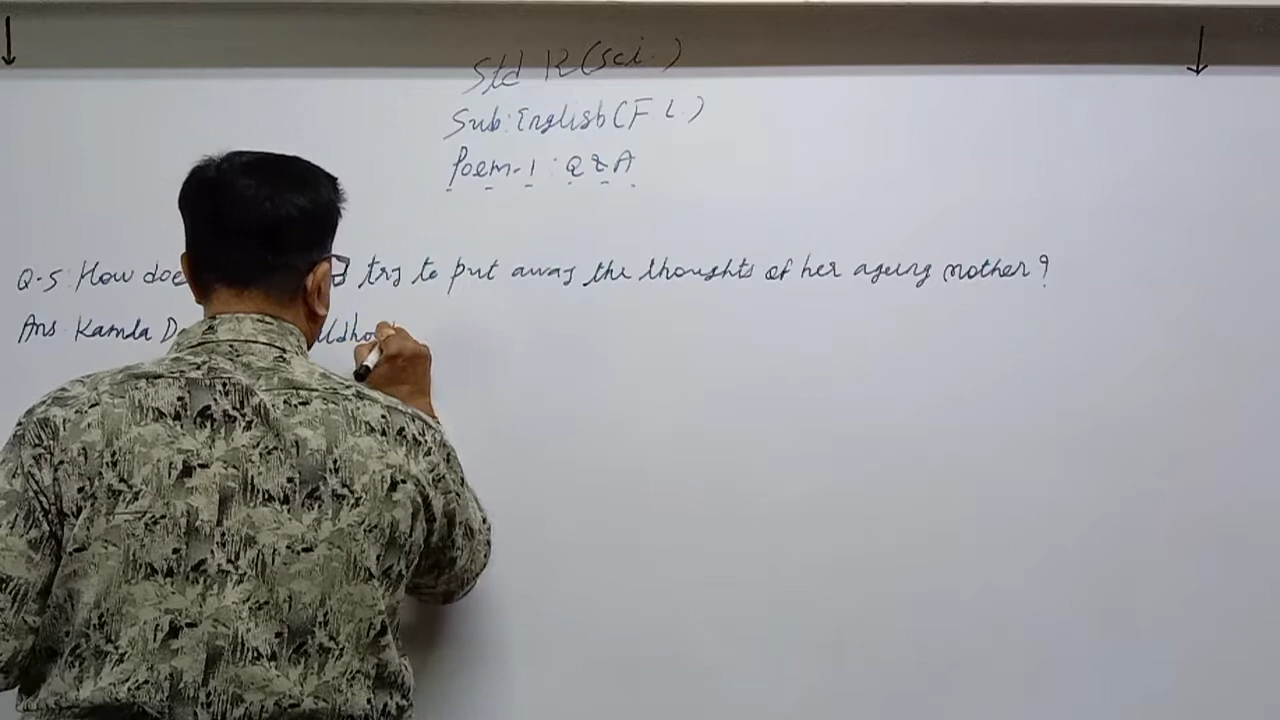 Std 12 (Sci.)
Sub: English (F L.)
Poem-1: Q & A
Q-5: How doe try to put away the thoughts of her ageing mother?
Ans: Kamla D ldho